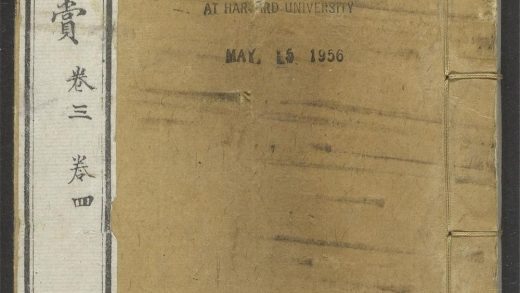 AT HARVARD UNIVERSITY
MAY 15 1956
賞
卷三
卷四